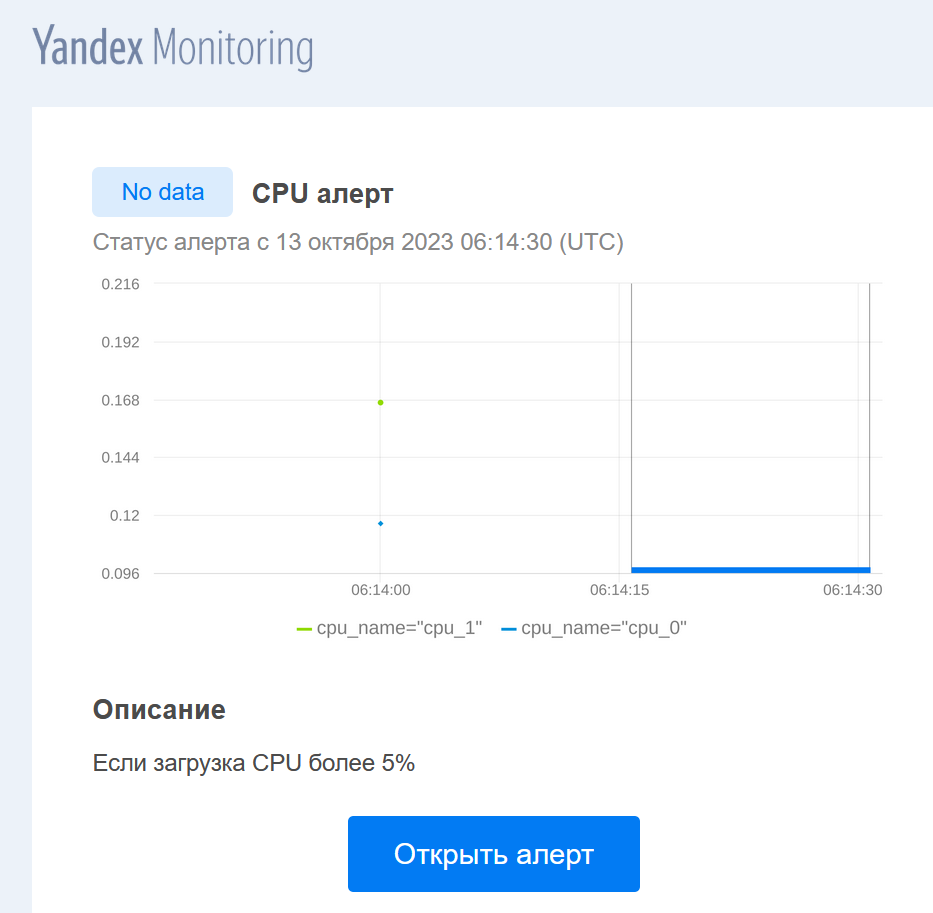 Yandex Monitoring
No data CPU алерт
Статус алерта с 13 октября 2023 06:14:30 (UTC)
0.216
0.192
0.168
0.144
0.12
0.096
06:14:00 06:14:15 06:14:30
cpu_name="cpu_1" cpu_name="cpu_0"
Описание
Если загрузка CPU более 5%
Открыть алерт